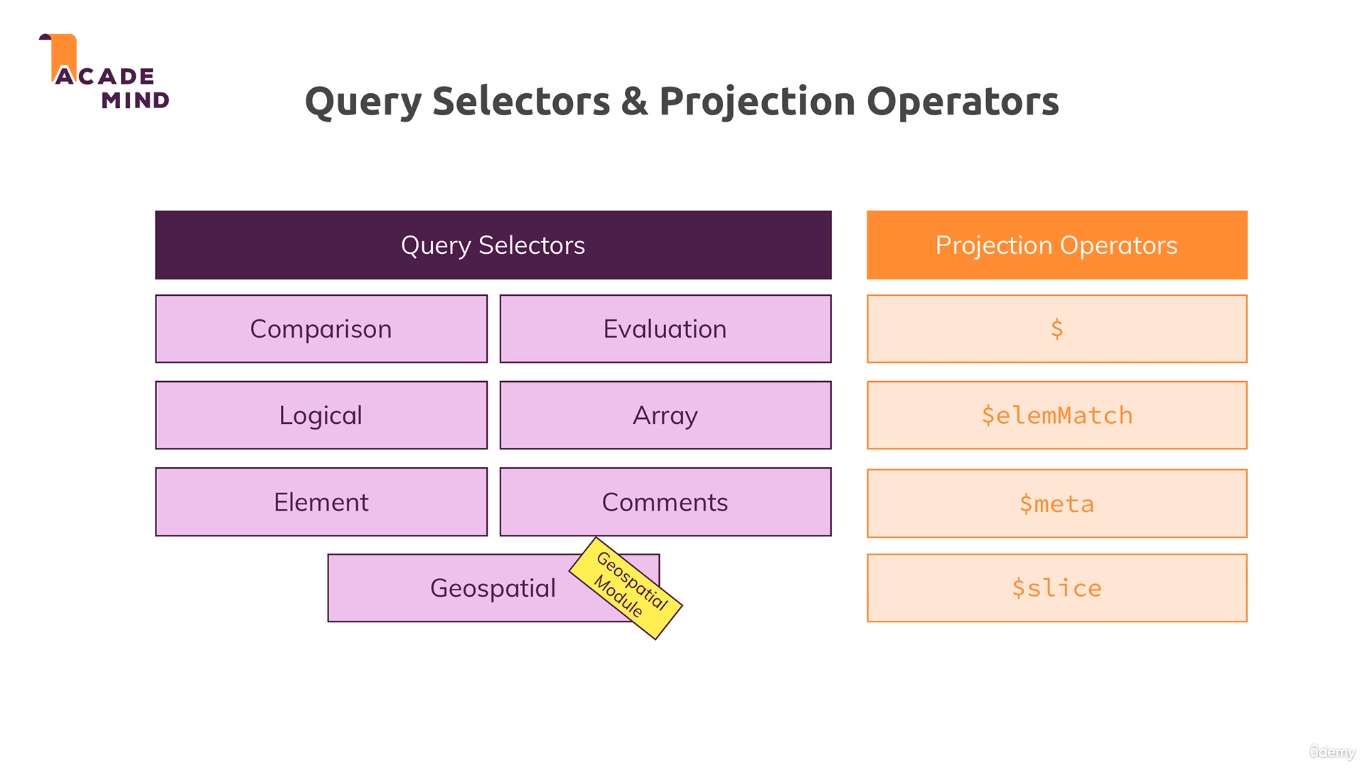 ACADE
MIND
Query Selectors & Projection Operators
Query Selectors
Projection Operators
Comparison
Evaluation
$
Logical
Array
$elemMatch
Element
Comments
$meta
Geospatial
Geospatial
Module
$slice
ûdemy